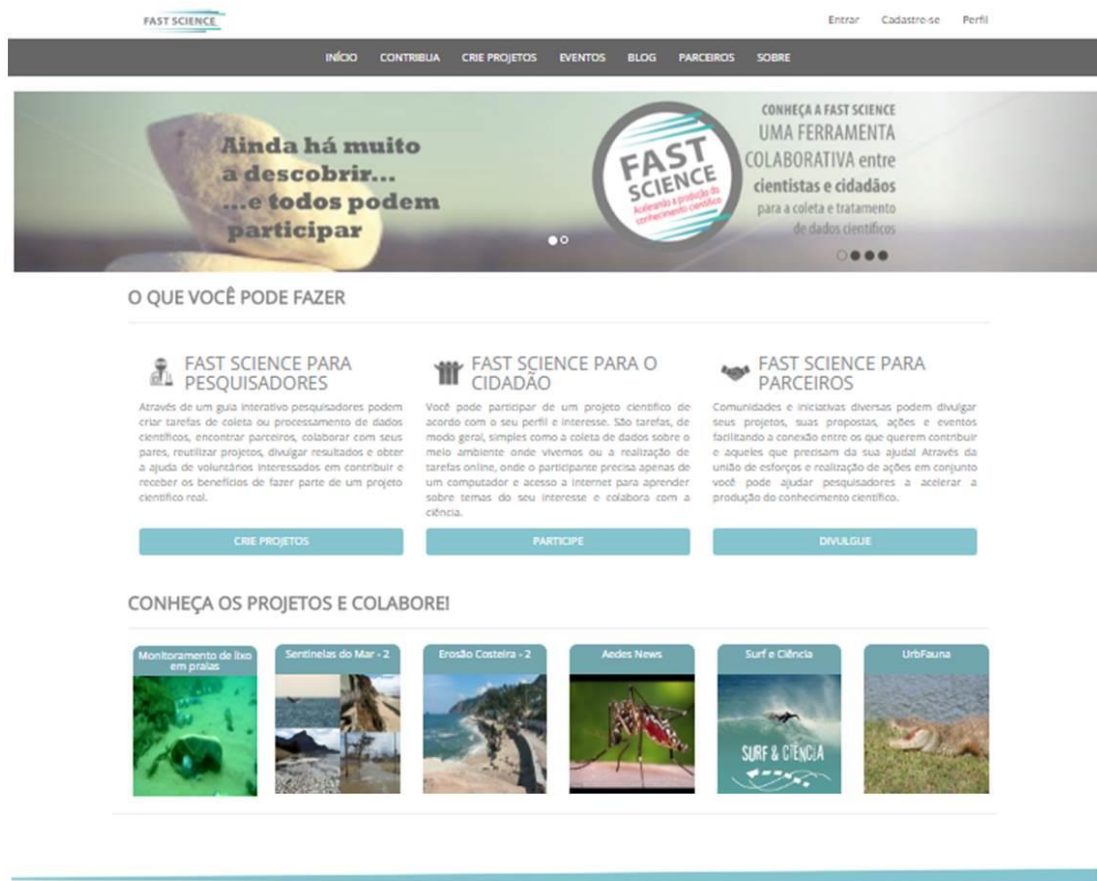 FAST SCIENCE
Entrar Cadastre-se Perfil
INÍCIO CONTRIBUA CRIE PROJETOS EVENTOS BLOG PARCEIROS SOBRE
Ainda há muito
a descobrir...
...e todos podem
participar
FAST
SCIENCE
Acelerando a produção do
conhecimento científico
CONHEÇA A FAST SCIENCE
UMA FERRAMENTA
COLABORATIVA entre
cientistas e cidadãos
para a coleta e tratamento
de dados científicos
O QUE VOCÊ PODE FAZER
FAST SCIENCE PARA
PESQUISADORES
Através de um guia interativo pesquisadores podem
criar tarefas de coleta ou processamento de dados
científicos, encontrar parceiros, colaborar com seus
pares, reutilizar projetos, divulgar resultados e obter
a ajuda de voluntários interessados em contribuir e
receber os benefícios de fazer parte de um projeto
científico real.
CRIE PROJETOS
FAST SCIENCE PARA O
CIDADÃO
Você pode participar de um projeto científico de
acordo com o seu perfil e interesse. São tarefas, de
modo geral, simples como a coleta de dados sobre o
meio ambiente onde vivemos ou a realização de
tarefas online, onde o participante precisa apenas de
um computador e acesso a internet para aprender
sobre temas do seu interesse e colabora com a
ciência.
PARTICIPE
FAST SCIENCE PARA
PARCEIROS
Comunidades e iniciativas diversas podem divulgar
seus projetos, suas propostas, ações e eventos
facilitando a conexão entre os que querem contribuir
e aqueles que precisam da sua ajuda! Através da
união de esforços e realização de ações em conjunto
você pode ajudar pesquisadores a acelerar a
produção do conhecimento científico.
DIVULGUE
CONHEÇA OS PROJETOS E COLABORE!
Monitoramento de lixo
em praias
Sentinelas do Mar - 2
Erosão Costeira - 2
Aedes News
Surf e Ciência
SURF & CIÊNCIA
UrbFauna